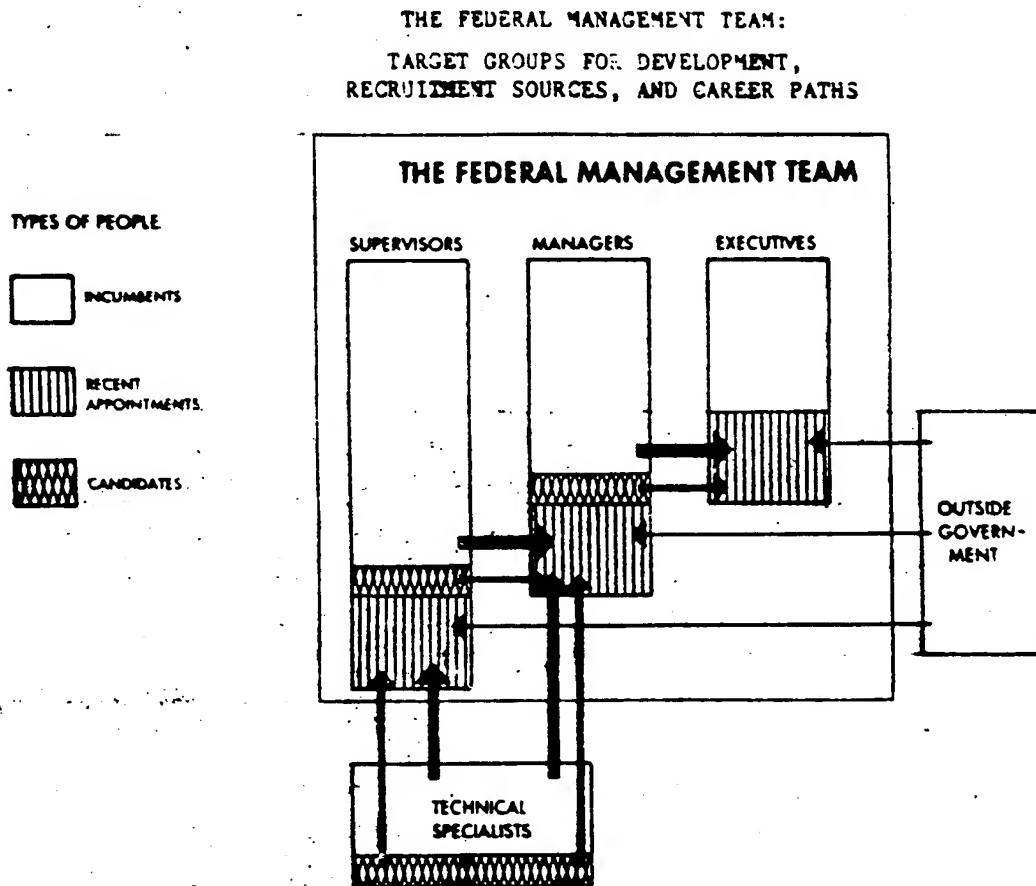 THE FEDERAL MANAGEMENT TEAM:
TARGET GROUPS FOR DEVELOPMENT,
RECRUITMENT SOURCES, AND CAREER PATHS
THE FEDERAL MANAGEMENT TEAM
TYPES OF PEOPLE
INCUMBENTS
RECENT
APPOINTMENTS.
CANDIDATES
SUPERVISORS
MANAGERS
EXECUTIVES
OUTSIDE
GOVERN-
MENT
TECHNICAL
SPECIALISTS